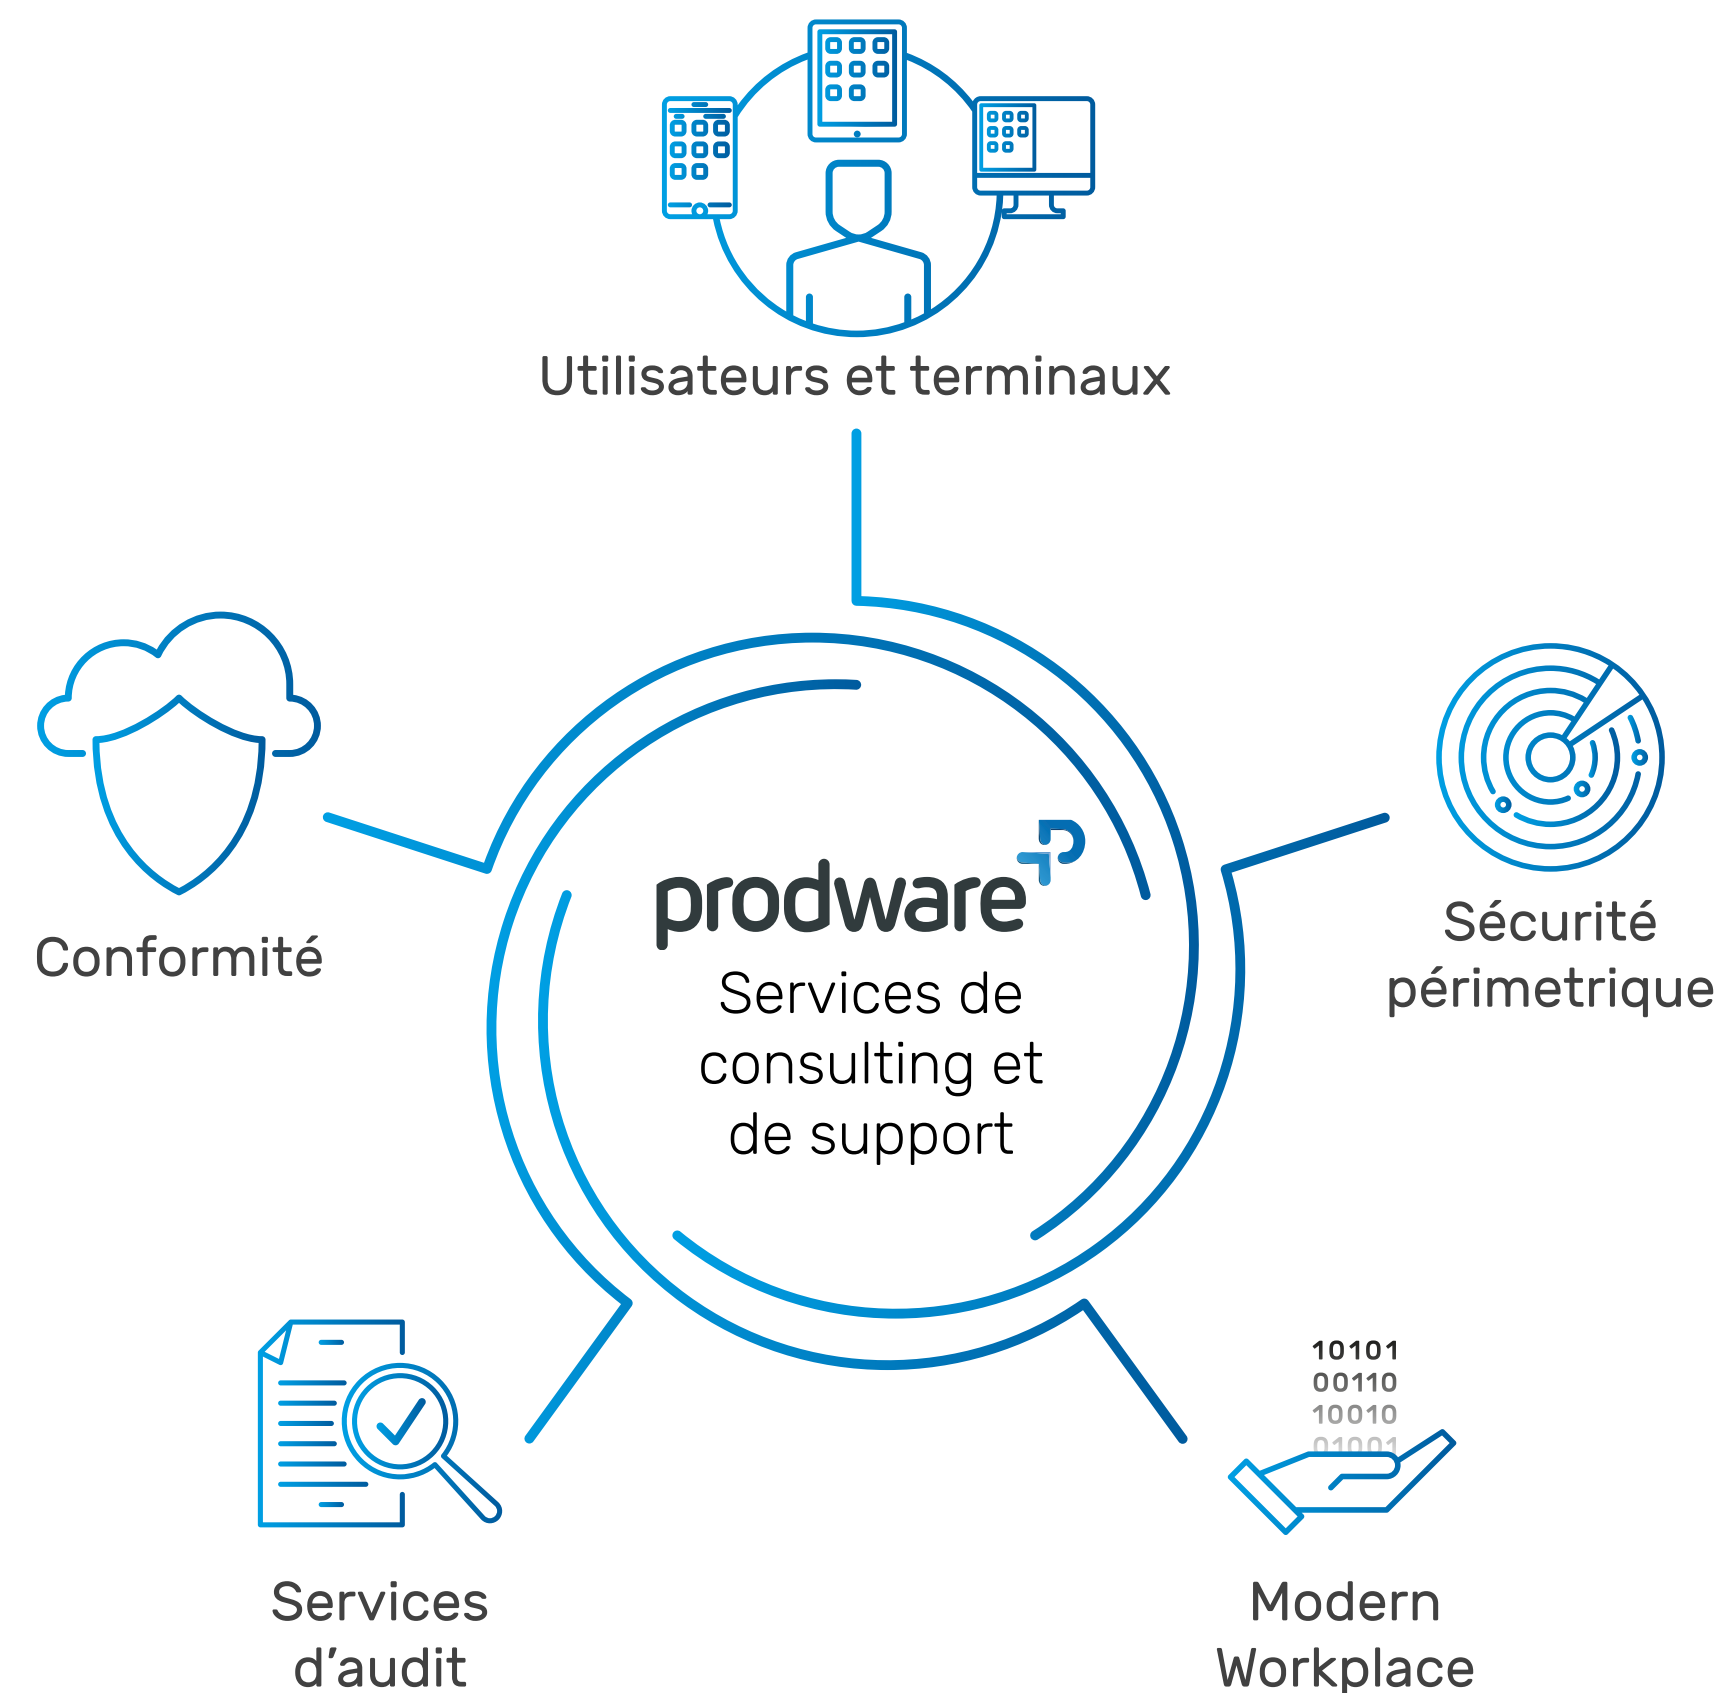 Utilisateurs et terminaux
Conformité
Sécurité
périmetrique
prodware
Services de
consulting et
de support
10101
00110
10010
01001
Services
d’audit
Modern
Workplace